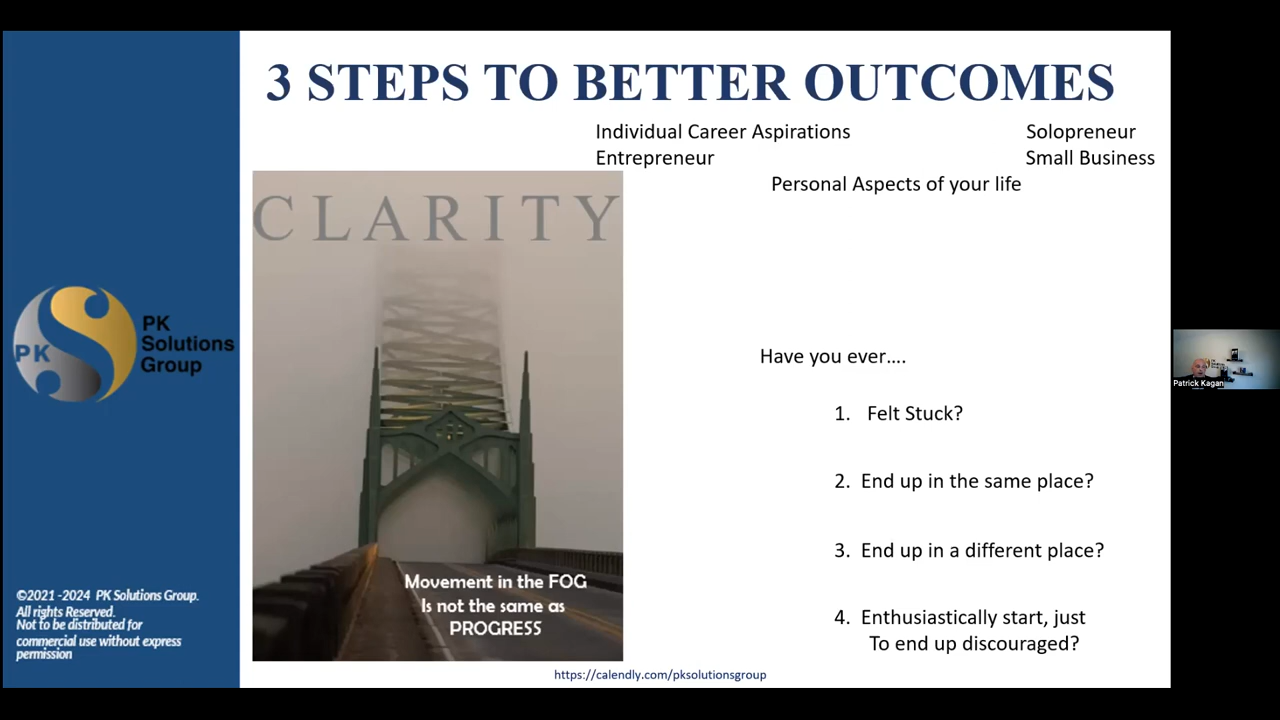 3 STEPS TO BETTER OUTCOMES
Individual Career Aspirations
Solopreneur
Entrepreneur
Small Business
Personal Aspects of your life
CLARITY
Movement in the FOG
Is not the same as
PROGRESS
Have you ever....
1. Felt Stuck?
2. End up in the same place?
3. End up in a different place?
4. Enthusiastically start, just
To end up discouraged?
PK
PK
Solutions
Group
©2021 -2024 PK Solutions Group.
All rights Reserved.
Not to be distributed for
commercial use without express
permission
https://calendly.com/pksolutionsgroup
Patrick Kagan